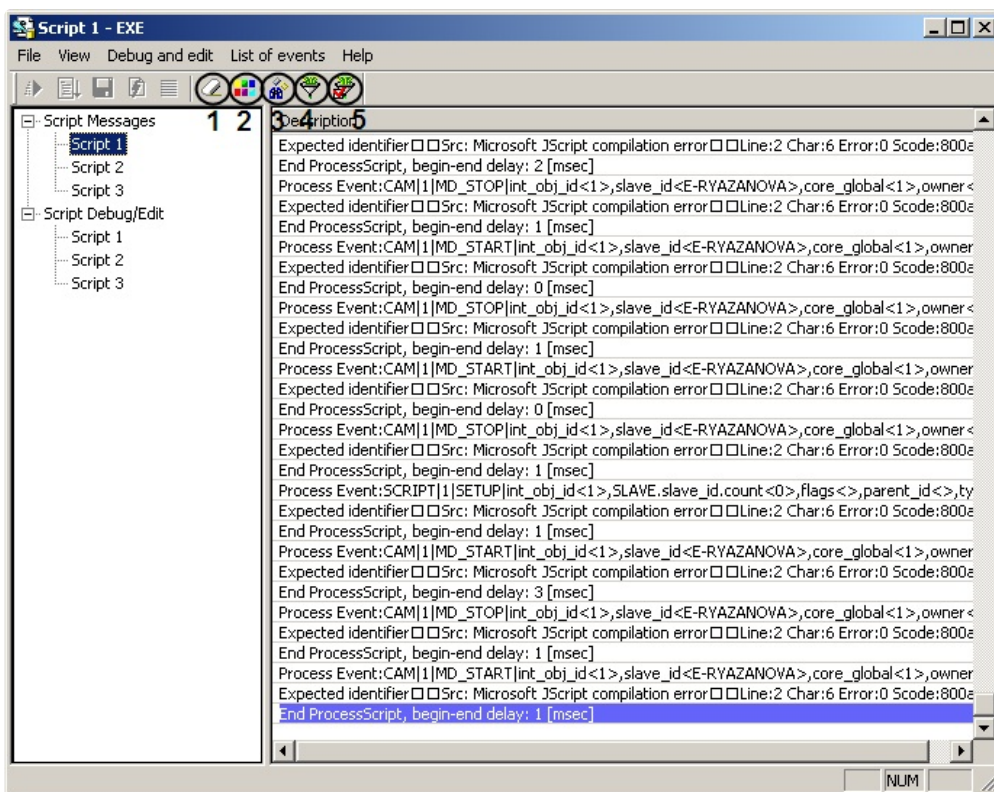 Script 1 - EXE
File View Debug and edit List of events Help
1 2 3 4 5
Script Messages
Script 1
Script 2
Script 3
Script Debug/Edit
Script 1
Script 2
Script 3
Description
Expected identifier□□Src: Microsoft JScript compilation error□□Line:2 Char:6 Error:0 Scode:800a
End ProcessScript, begin-end delay: 2 [msec]
Process Event:CAM|1|MD_STOP|int_obj_id<1>,slave_id<E-RYAZANOVA>,core_global<1>,owner<
Expected identifier□□Src: Microsoft JScript compilation error□□Line:2 Char:6 Error:0 Scode:800a
End ProcessScript, begin-end delay: 1 [msec]
Process Event:CAM|1|MD_START|int_obj_id<1>,slave_id<E-RYAZANOVA>,core_global<1>,owner
Expected identifier□□Src: Microsoft JScript compilation error□□Line:2 Char:6 Error:0 Scode:800a
End ProcessScript, begin-end delay: 0 [msec]
Process Event:CAM|1|MD_STOP|int_obj_id<1>,slave_id<E-RYAZANOVA>,core_global<1>,owner<
Expected identifier□□Src: Microsoft JScript compilation error□□Line:2 Char:6 Error:0 Scode:800a
End ProcessScript, begin-end delay: 1 [msec]
Process Event:CAM|1|MD_START|int_obj_id<1>,slave_id<E-RYAZANOVA>,core_global<1>,owner
Expected identifier□□Src: Microsoft JScript compilation error□□Line:2 Char:6 Error:0 Scode:800a
End ProcessScript, begin-end delay: 0 [msec]
Process Event:CAM|1|MD_STOP|int_obj_id<1>,slave_id<E-RYAZANOVA>,core_global<1>,owner<
Expected identifier□□Src: Microsoft JScript compilation error□□Line:2 Char:6 Error:0 Scode:800a
End ProcessScript, begin-end delay: 1 [msec]
Process Event:SCRIPT|1|SETUP|int_obj_id<1>,SLAVE.slave_id.count<0>,flags<>,parent_id<>,ty
Expected identifier□□Src: Microsoft JScript compilation error□□Line:2 Char:6 Error:0 Scode:800a
End ProcessScript, begin-end delay: 1 [msec]
Process Event:CAM|1|MD_START|int_obj_id<1>,slave_id<E-RYAZANOVA>,core_global<1>,owner
Expected identifier□□Src: Microsoft JScript compilation error□□Line:2 Char:6 Error:0 Scode:800a
End ProcessScript, begin-end delay: 3 [msec]
Process Event:CAM|1|MD_STOP|int_obj_id<1>,slave_id<E-RYAZANOVA>,core_global<1>,owner<
Expected identifier□□Src: Microsoft JScript compilation error□□Line:2 Char:6 Error:0 Scode:800a
End ProcessScript, begin-end delay: 1 [msec]
Process Event:CAM|1|MD_START|int_obj_id<1>,slave_id<E-RYAZANOVA>,core_global<1>,owner
Expected identifier□□Src: Microsoft JScript compilation error□□Line:2 Char:6 Error:0 Scode:800a
End ProcessScript, begin-end delay: 1 [msec]
NUM